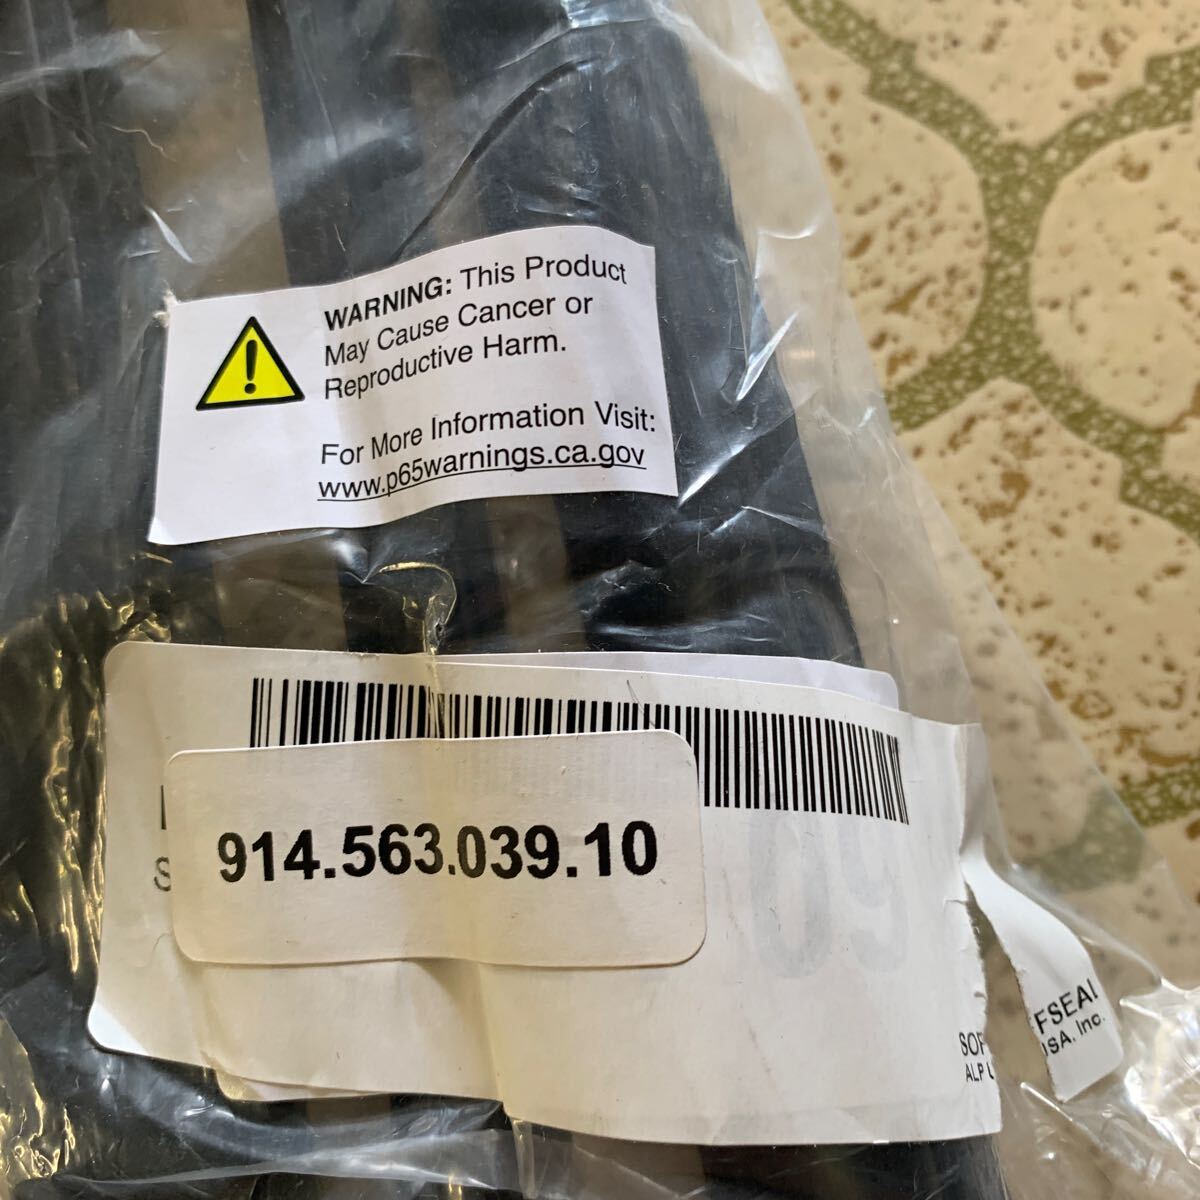 WARNING: This Product
May Cause Cancer or
Reproductive Harm.
For More Information Visit:
www.p65warnings.ca.gov
914.563.039.10